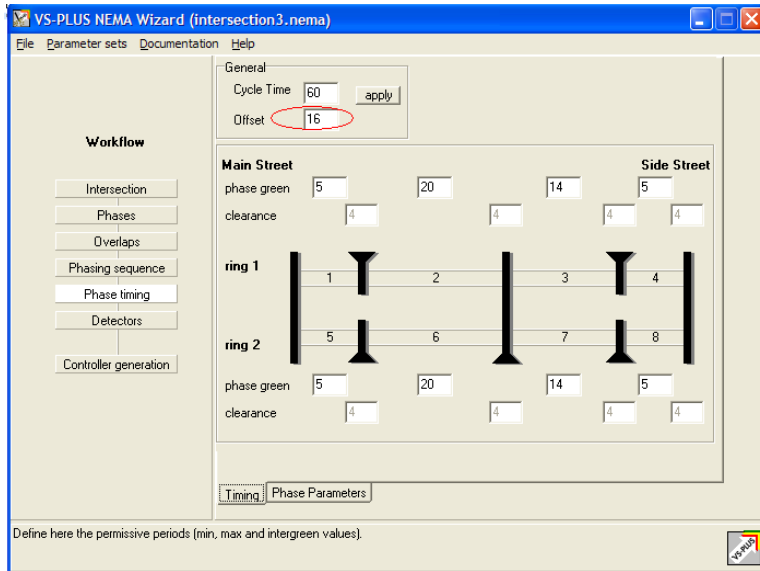 VS-PLUS NEMA Wizard (intersection3.nema)
File Parameter sets Documentation Help
General
Cycle Time 60 apply
Offset 16
Workflow
Intersection
Phases
Overlaps
Phasing sequence
Phase timing
Detectors
Controller generation
Main Street Side Street
phase green 5 20 14 5
clearance 4 4 4 4
ring 1 1 2 3 4
ring 2 5 6 7 8
phase green 5 20 14 5
clearance 4 4 4 4
Timing Phase Parameters
Define here the permissive periods (min, max and intergreen values).
VS-PLUS